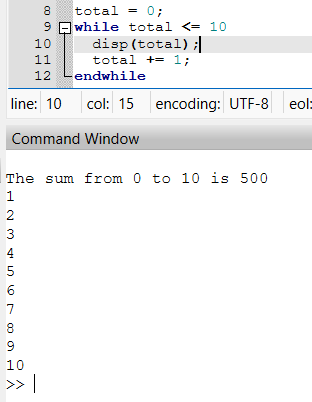 8 total = 0;
9 while total <= 10
10 disp(total);
11 total += 1;
12 endwhile
line: 10 col: 15 encoding: UTF-8 eol:
Command Window
The sum from 0 to 10 is 500
1
2
3
4
5
6
7
8
9
10
>>